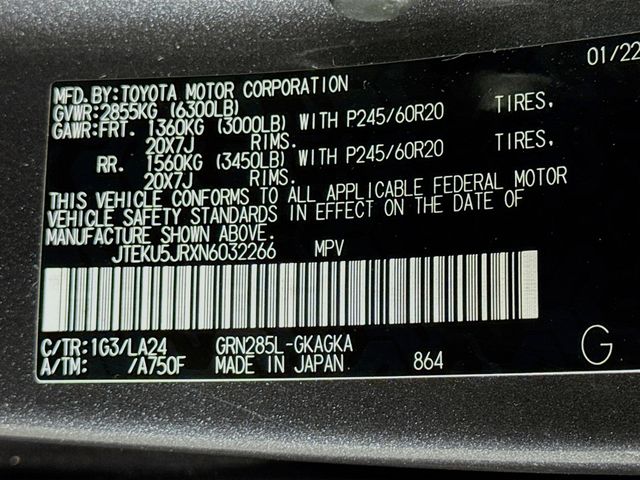 01/22
MFD.BY:TOYOTA MOTOR CORPORATION
GVWR:2855KG (6300LB)
GAWR:FRT. 1360KG (3000LB) WITH P245/60R20 TIRES,
20X7J RIMS.
RR. 1560KG (3450LB) WITH P245/60R20 TIRES,
20X7J RIMS.
THIS VEHICLE CONFORMS TO ALL APPLICABLE FEDERAL MOTOR
VEHICLE SAFETY STANDARDS IN EFFECT ON THE DATE OF
MANUFACTURE SHOWN ABOVE.
JTEKU5JRXN6032266 MPV
C/TR:1G3/LA24 GRN285L-GKAGKA
A/TM: /A750F MADE IN JAPAN 864
G